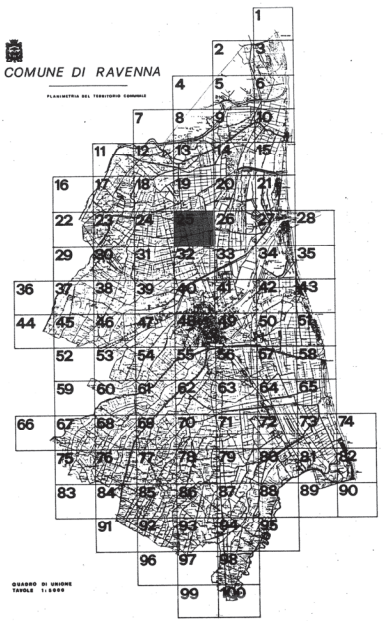 1
2 3
COMUNE DI RAVENNA
PLANIMETRIA DEL TERRITORIO COMUNALE
4 5 6
7 8 9 10
11 12 13 14 15
16 17 18 19 20 21
22 23 24 25 26 27 28
29 30 31 32 33 34 35
36 37 38 39 40 41 42 43
44 45 46 47 48 49 50 51
52 53 54 55 56 57 58
59 60 61 62 63 64 65
66 67 68 69 70 71 72 73 74
75 76 77 78 79 80 81 82
83 84 85 86 87 88 89 90
91 92 93 94 95
96 97 98
QUADRO DI UNIONE
TAVOLE 1:5000
99 100